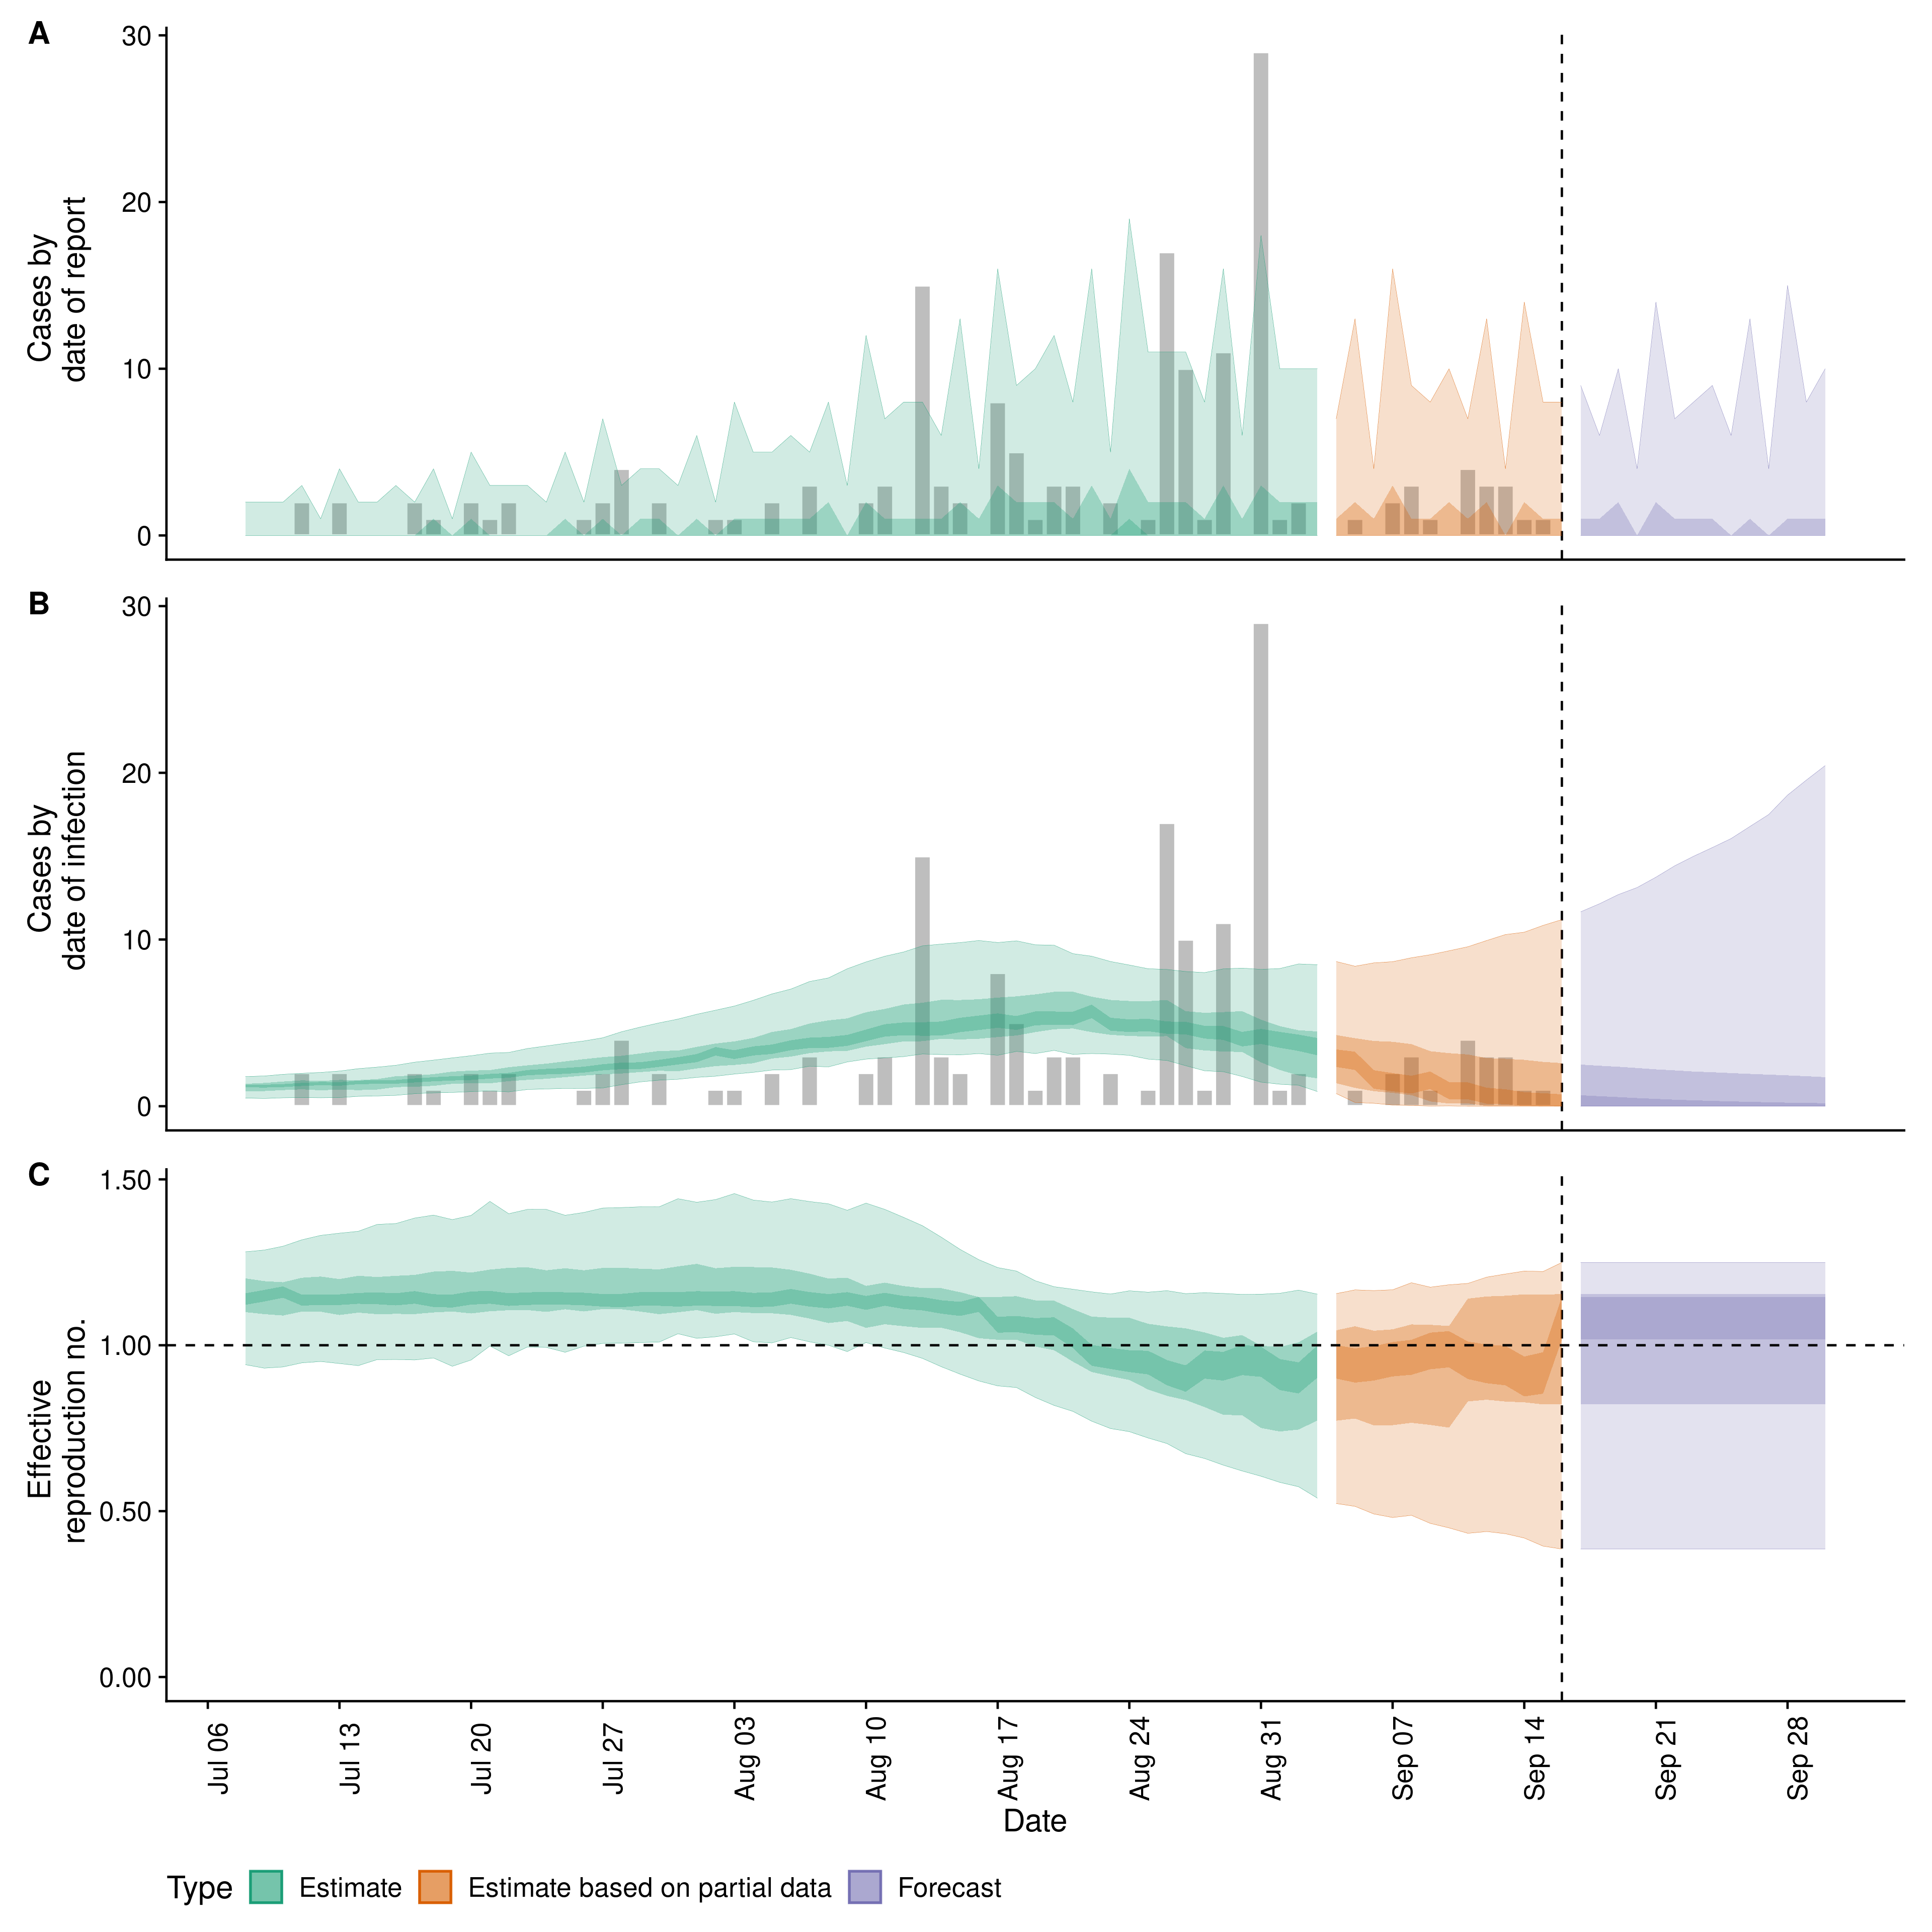 A
30
20
10
0
Cases by
date of report
B
30
20
10
0
Cases by
date of infection
C
1.50
1.00
0.50
0.00
Effective
reproduction no.
Jul 06
Jul 13
Jul 20
Jul 27
Aug 03
Aug 10
Aug 17
Aug 24
Aug 31
Sep 07
Sep 14
Sep 21
Sep 28
Date
Type Estimate Estimate based on partial data Forecast